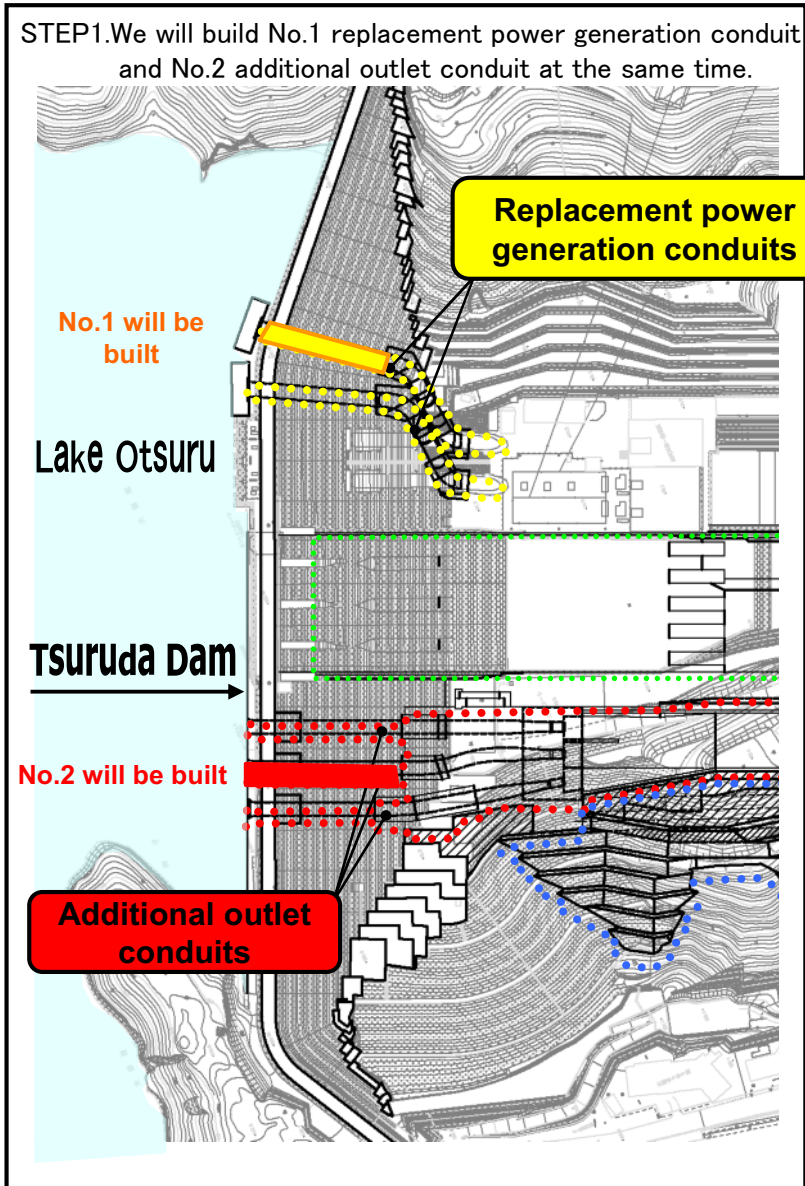 STEP1.We will build No.1 replacement power generation conduit
and No.2 additional outlet conduit at the same time.
Replacement power
generation conduits
No.1 will be
built
Lake Otsuru
Tsuruda Dam
No.2 will be built
Additional outlet
conduits